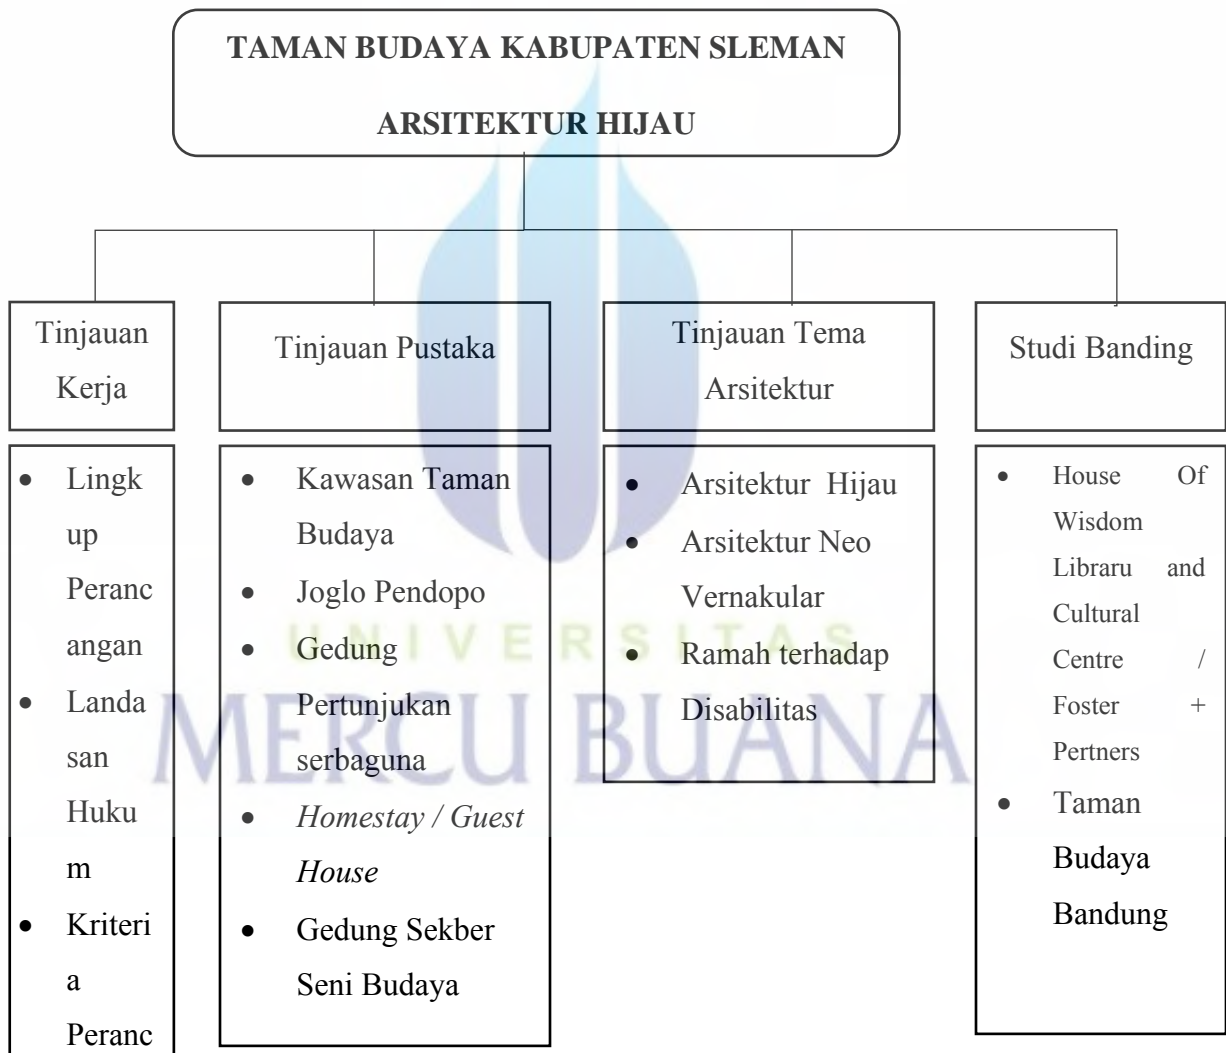 TAMAN BUDAYA KABUPATEN SLEMAN
ARSITEKTUR HIJAU
Tinjauan
Kerja
Tinjauan Pustaka
Tinjauan Tema
Arsitektur
Studi Banding
• Lingk
up
Peranc
angan
• Landa
san
Huku
m
• Kriteri
a
Peranc
• Kawasan Taman
Budaya
• Joglo Pendopo
• Gedung
Pertunjukan
serbaguna
• Homestay / Guest
House
• Gedung Sekber
Seni Budaya
• Arsitektur Hijau
• Arsitektur Neo
Vernakular
• Ramah terhadap
Disabilitas
• House Of
Wisdom
Libraru and
Cultural
Centre /
Foster +
Pertners
• Taman
Budaya
Bandung
UNIVERSITAS
MERCU BUANA